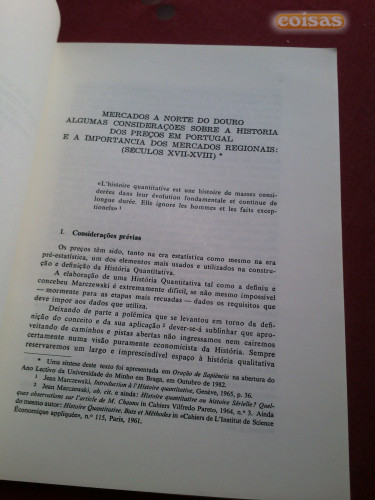 coisas
MERCADOS A NORTE DO DOURO
ALGUMAS CONSIDERAÇÕES SOBRE A HISTÓRIA
DOS PREÇOS EM PORTUGAL
E A IMPORTANCIA DOS MERCADOS REGIONAIS:
(SÉCULOS XVII-XVIII) *
«L'histoire quantitative est une histoire de masses consi-
derées dans leur évolution fondamentale et continue de
longue durée. Elle ignore les hommes et les faits excep-
tionels» 1
1. Considerações prévias
Os preços têm sido, tanto na era estatística como mesmo na era
pré-estatística, um dos elementos mais usados e utilizados na constru-
ção e definição da História Quantitativa.
A elaboração de uma História Quantitativa tal como a definiu e
concebeu Marczewski é extremamente difícil, se não mesmo impossível
— mormente para as etapas mais recuadas — dados os requisitos que
deve impor aos dados que utiliza.
Deixando de parte a polémica que se levantou em torno da defi-
nição do conceito e da sua aplicação 2 dever-se-á sublinhar que apro-
veitando de caminhos e pistas abertas não ingressamos nem cairemos
certamente numa visão puramente economicista da História. Sempre
reservaremos um largo e imprescindível espaço à história qualitativa
* Uma síntese deste texto foi apresentada em Oração de Sapiência na abertura do
Ano Lectivo da Universidade do Minho em Braga, em Outubro de 1982.
1 Jean Marczewski, Introduction à l'Histoire quantitative, Genève, 1965, p. 36.
2 Jean Marczewski, ob. cit. e ainda: Histoire Quantitative ou histoire Sérielle? Quel-
ques observations sur l'article de M. Chaunu in Cahiers Vilfredo Pareto, 1964, n.º 3. Ainda
do mesmo autor: Histoire Quantitative, Buts et Méthodes in «Cahiers de L'Institut de Science
Économique appliquée», n.º 115, Paris, 1961.